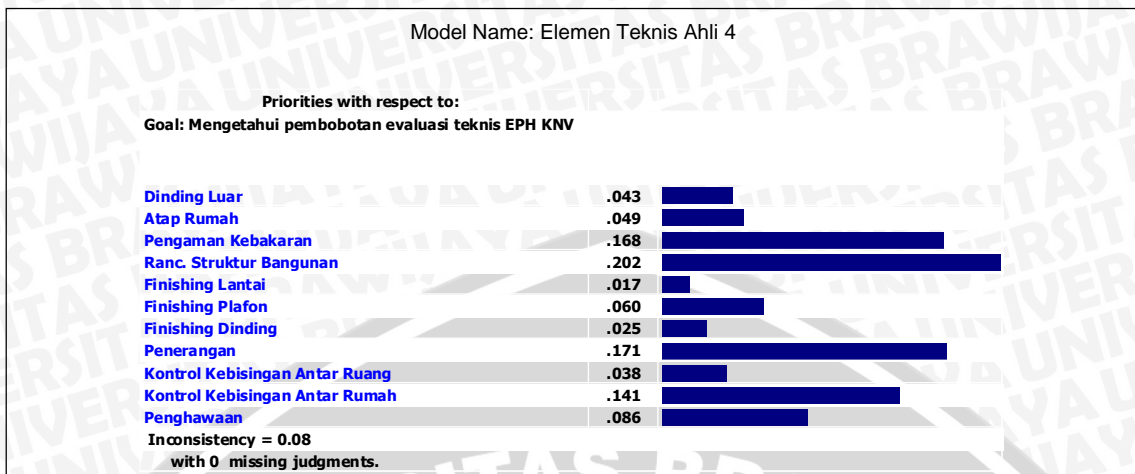 Model Name: Elemen Teknis Ahli 4
Priorities with respect to:
Goal: Mengetahui pembobotan evaluasi teknis EPH KNV
Dinding Luar .043
Atap Rumah .049
Pengaman Kebakaran .168
Ranc. Struktur Bangunan .202
Finishing Lantai .017
Finishing Plafon .060
Finishing Dinding .025
Penerangan .171
Kontrol Kebisingan Antar Ruang .038
Kontrol Kebisingan Antar Rumah .141
Penghawaan .086
Inconsistency = 0.08
with 0 missing judgments.